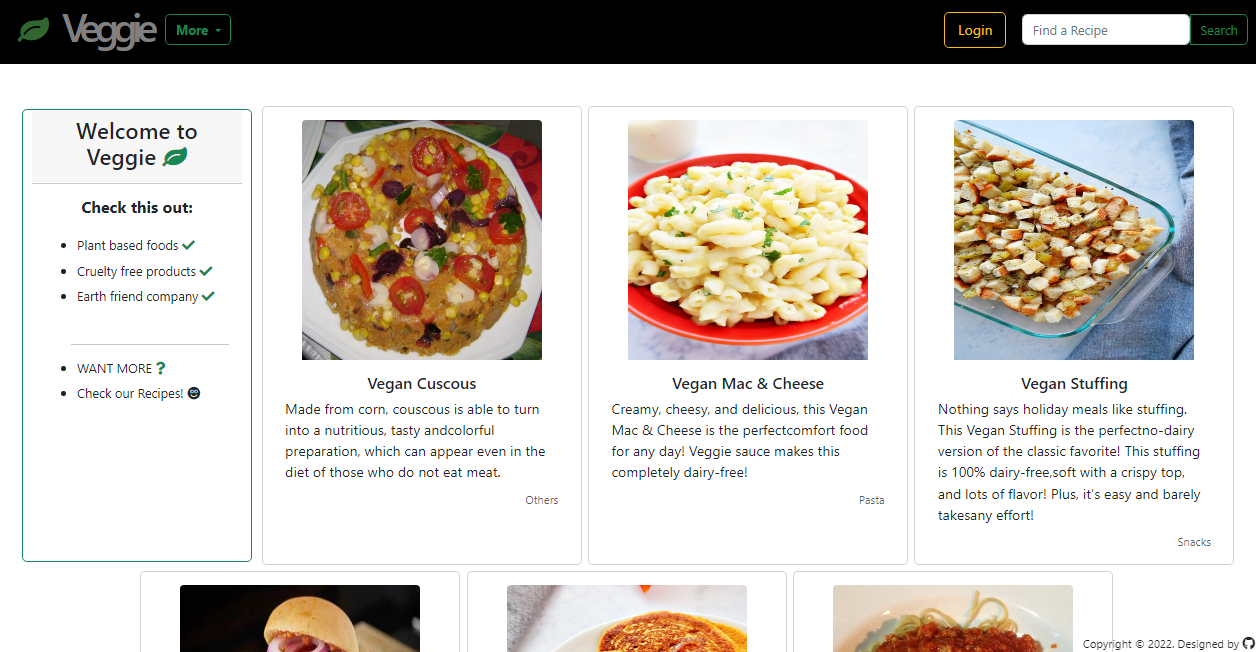 Veggie
More
Login
Find a Recipe
Search
Welcome to
Veggie
Check this out:
Plant based foods
Cruelty free products
Earth friend company
WANT MORE
Check our Recipes!
Vegan Cuscous
Made from corn, couscous is able to turn
into a nutritious, tasty andcolorful
preparation, which can appear even in the
diet of those who do not eat meat.
Others
Vegan Mac & Cheese
Creamy, cheesy, and delicious, this Vegan
Mac & Cheese is the perfectcomfort food
for any day! Veggie sauce makes this
completely dairy-free!
Pasta
Vegan Stuffing
Nothing says holiday meals like stuffing.
This Vegan Stuffing is the perfectno-dairy
version of the classic favorite! This stuffing
is 100% dairy-free,soft with a crispy top,
and lots of flavor! Plus, it's easy and barely
takesany effort!
Snacks
Copyright © 2022. Designed by